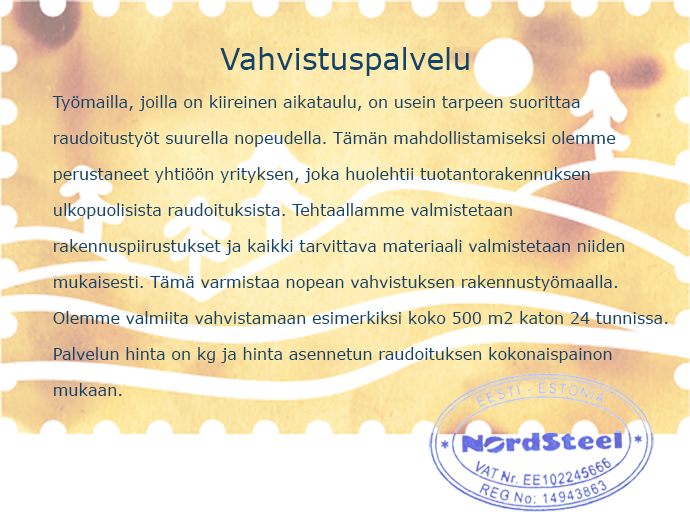 Vahvistuspalvelu
Työmailla, joilla on kiireinen aikataulu, on usein tarpeen suorittaa
raudoitustyöt suurella nopeudella. Tämän mahdollistamiseksi olemme
perustaneet yhtiöön yrityksen, joka huolehtii tuotantorakennuksen
ulkopuolisista raudoituksista. Tehtaallamme valmistetaan
rakennuspiirustukset ja kaikki tarvittava materiaali valmistetaan niiden
mukaisesti. Tämä varmistaa nopean vahvistuksen rakennustyömaalla.
Olemme valmiita vahvistamaan esimerkiksi koko 500 m2 katon 24 tunnissa.
Palvelun hinta on kg ja hinta asennetun raudoituksen kokonaispainon
mukaan.
EESTI - ESTONIA
* NordSteel *
VAT Nr. EE102245666
REG No: 14943863